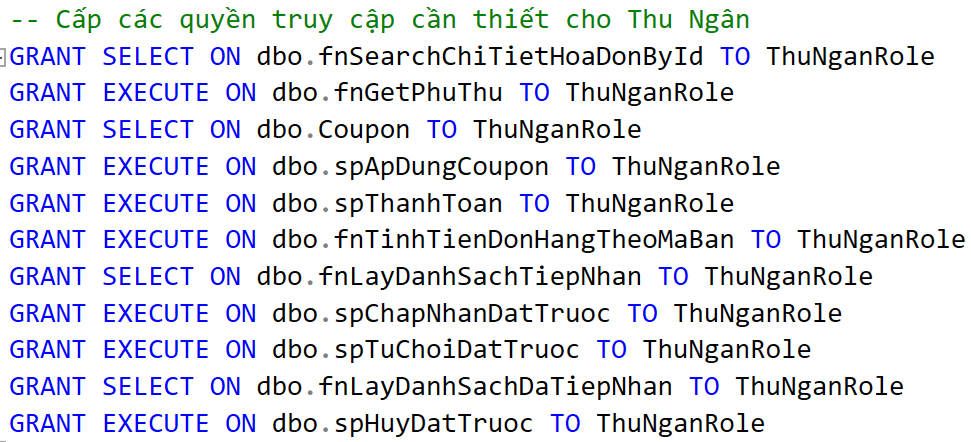 -- Cấp các quyền truy cập cần thiết cho Thu Ngân
GRANT SELECT ON dbo.fnSearchChiTietHoaDonById TO ThuNganRole
GRANT EXECUTE ON dbo.fnGetPhuThu TO ThuNganRole
GRANT SELECT ON dbo.Coupon TO ThuNganRole
GRANT EXECUTE ON dbo.spApDungCoupon TO ThuNganRole
GRANT EXECUTE ON dbo.spThanhToan TO ThuNganRole
GRANT EXECUTE ON dbo.fnTinhTienDonHangTheoMaBan TO ThuNganRole
GRANT SELECT ON dbo.fnLayDanhSachTiepNhan TO ThuNganRole
GRANT EXECUTE ON dbo.spChapNhanDatTruoc TO ThuNganRole
GRANT EXECUTE ON dbo.spTuChoiDatTruoc TO ThuNganRole
GRANT SELECT ON dbo.fnLayDanhSachDaTiepNhan TO ThuNganRole
GRANT EXECUTE ON dbo.spHuyDatTruoc TO ThuNganRole